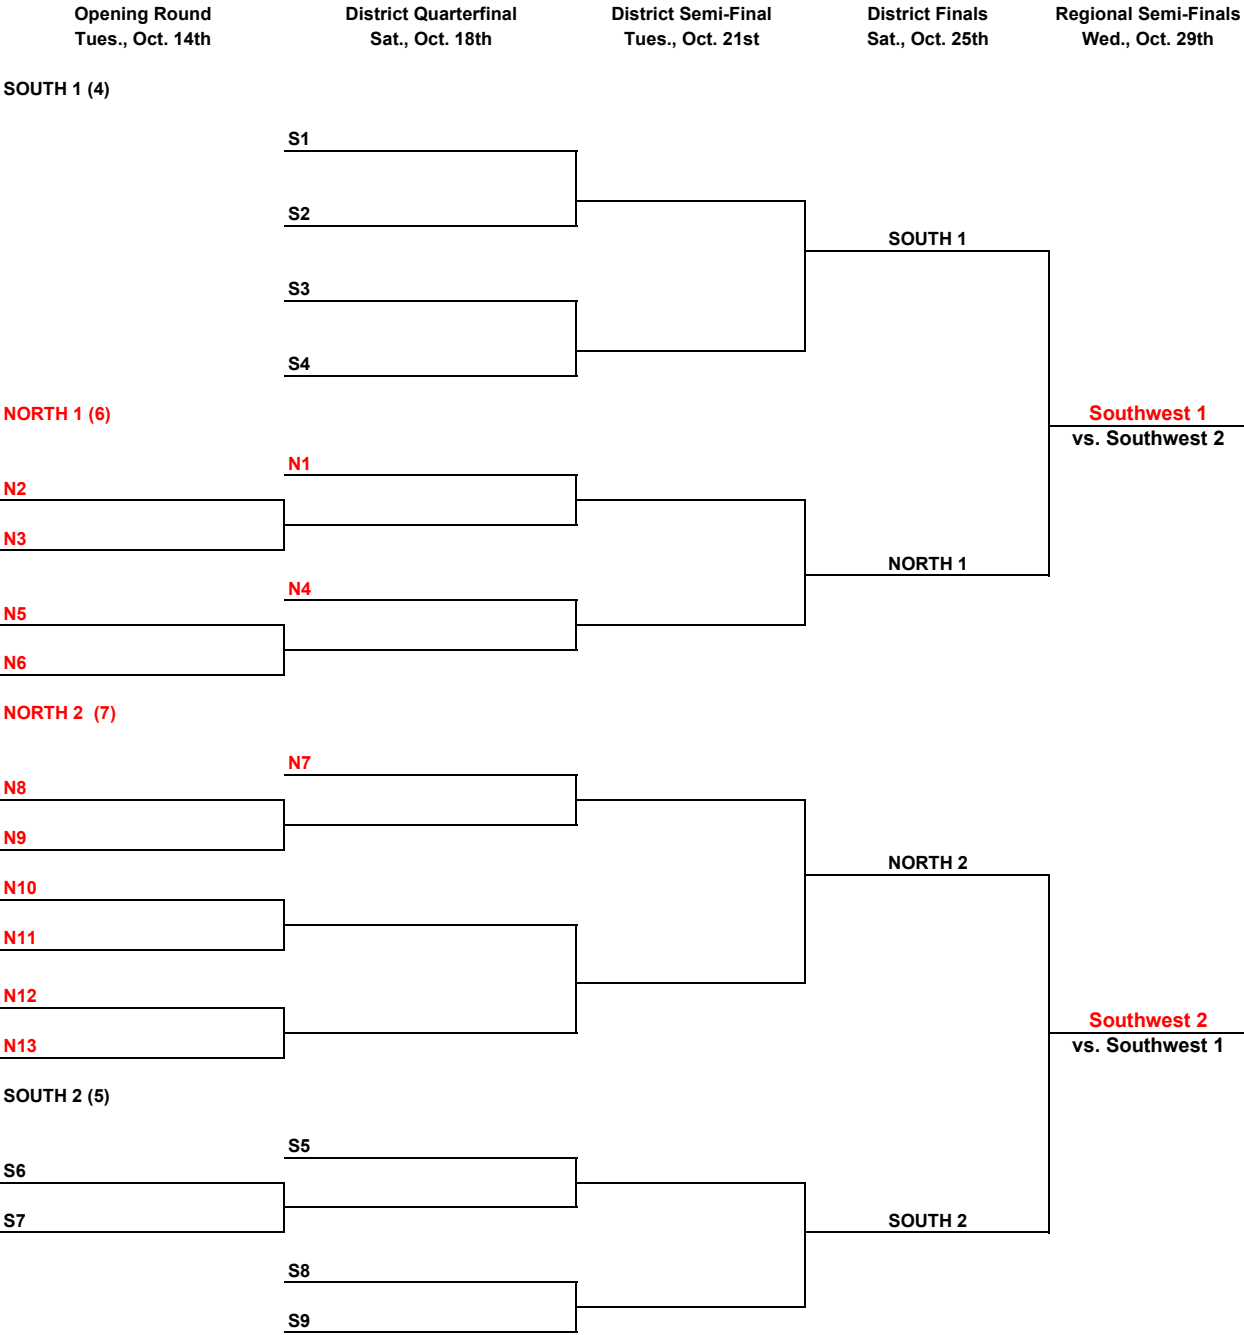 Opening Round District Quarterfinal District Semi-Final District Finals Regional Semi-Finals
Tues., Oct. 14th Sat., Oct. 18th Tues., Oct. 21st Sat., Oct. 25th Wed., Oct. 29th
SOUTH 1 (4)
S1
S2
SOUTH 1
S3
S4
NORTH 1 (6)
Southwest 1
vs. Southwest 2
N1
N2
N3
NORTH 1
N4
N5
N6
NORTH 2 (7)
N7
N8
N9
NORTH 2
N10
N11
N12
Southwest 2
N13
vs. Southwest 1
SOUTH 2 (5)
S5
S6
S7
SOUTH 2
S8
S9